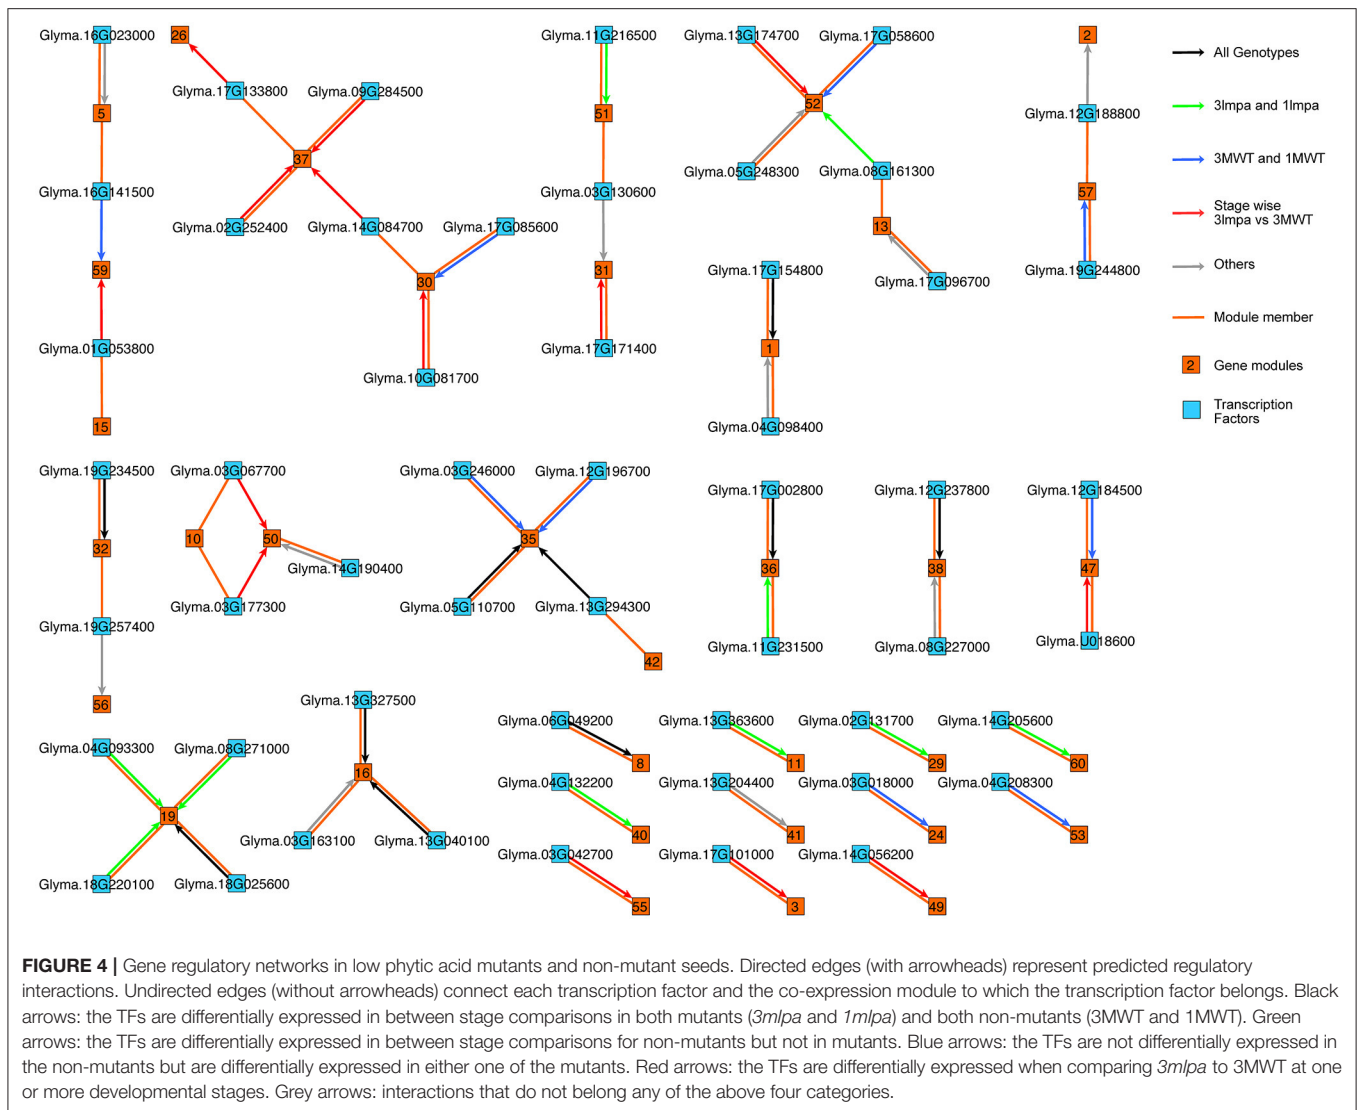 Glyma.16G023000
26
Glyma.11G216500
Glyma.13G174700
Glyma.17G058600
2
All Genotypes
Glyma.17G133800
Glyma.09G284500
5
51
52
Glyma.12G188800
3lmpa and 1lmpa
37
3MWT and 1MWT
Glyma.16G141500
Glyma.03G130600
Glyma.05G248300
Glyma.08G161300
57
Stage wise
3lmpa vs 3MWT
Glyma.02G252400
Glyma.14G084700
Glyma.17G085600
13
59
30
31
Glyma.17G154800
Glyma.17G096700
Glyma.19G244800
Others
Module member
Glyma.01G053800
Glyma.10G081700
Glyma.17G171400
1
2
Gene modules
15
Glyma.04G098400
Transcription
Factors
Glyma.19G234500
Glyma.03G067700
Glyma.03G246000
Glyma.12G196700
Glyma.17G002800
Glyma.12G237800
Glyma.12G184500
32
10
50
35
Glyma.14G190400
36
38
47
Glyma.03G177300
Glyma.05G110700
Glyma.13G294300
Glyma.19G257400
Glyma.11G231500
Glyma.08G227000
Glyma.U018600
42
56
Glyma.13G327500
Glyma.04G093300
Glyma.08G271000
Glyma.06G049200
Glyma.13G363600
Glyma.02G131700
Glyma.14G205600
16
8
11
29
60
19
Glyma.04G132200
Glyma.13G204400
Glyma.03G018000
Glyma.04G208300
Glyma.03G163100
Glyma.13G040100
40
41
24
53
Glyma.18G220100
Glyma.18G025600
Glyma.03G042700
Glyma.17G101000
Glyma.14G056200
55
3
49
FIGURE 4 | Gene regulatory networks in low phytic acid mutants and non-mutant seeds. Directed edges (with arrowheads) represent predicted regulatory
interactions. Undirected edges (without arrowheads) connect each transcription factor and the co-expression module to which the transcription factor belongs. Black
arrows: the TFs are differentially expressed in between stage comparisons in both mutants (3mlpa and 1mlpa) and both non-mutants (3MWT and 1MWT). Green
arrows: the TFs are differentially expressed in between stage comparisons for non-mutants but not in mutants. Blue arrows: the TFs are not differentially expressed in
the non-mutants but are differentially expressed in either one of the mutants. Red arrows: the TFs are differentially expressed when comparing 3mlpa to 3MWT at one
or more developmental stages. Grey arrows: interactions that do not belong any of the above four categories.